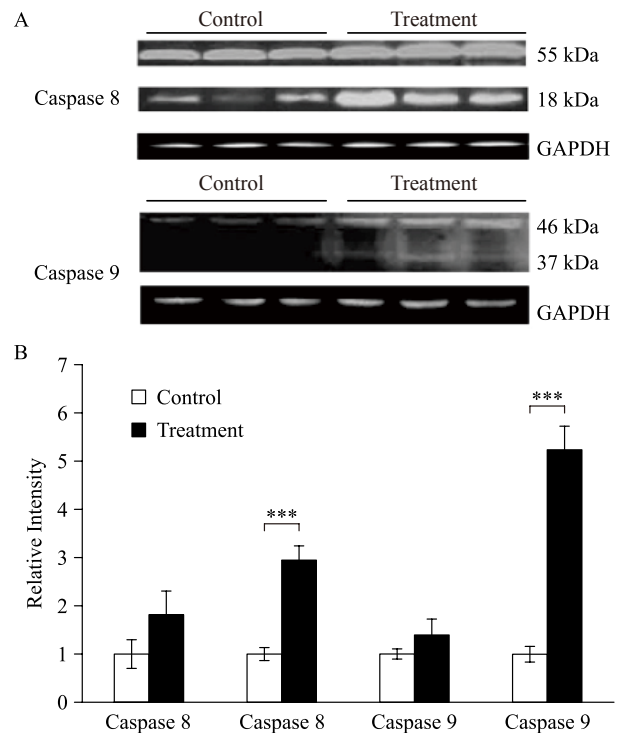 A
Control Treatment
55 kDa
Caspase 8 18 kDa
GAPDH
Control Treatment
46 kDa
37 kDa
Caspase 9
GAPDH
B
7
Control
6
Treatment
5
4
3
2
1
0
Relative Intensity
***
***
Caspase 8 Caspase 8 Caspase 9 Caspase 9